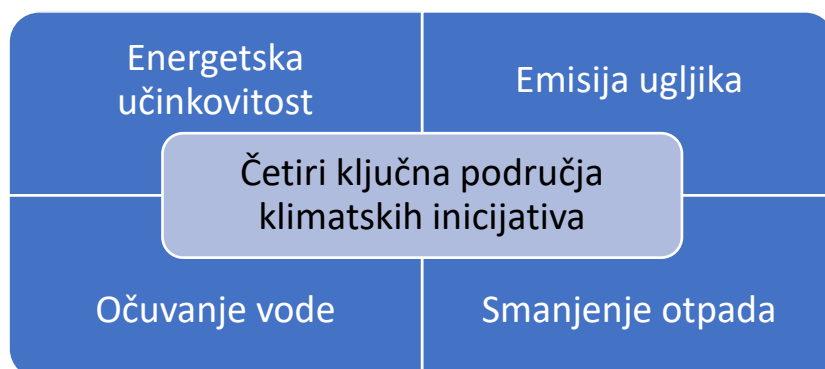 Energetska
učinkovitost
Emisija ugljika
Četiri ključna područja
klimatskih inicijativa
Očuvanje vode
Smanjenje otpada